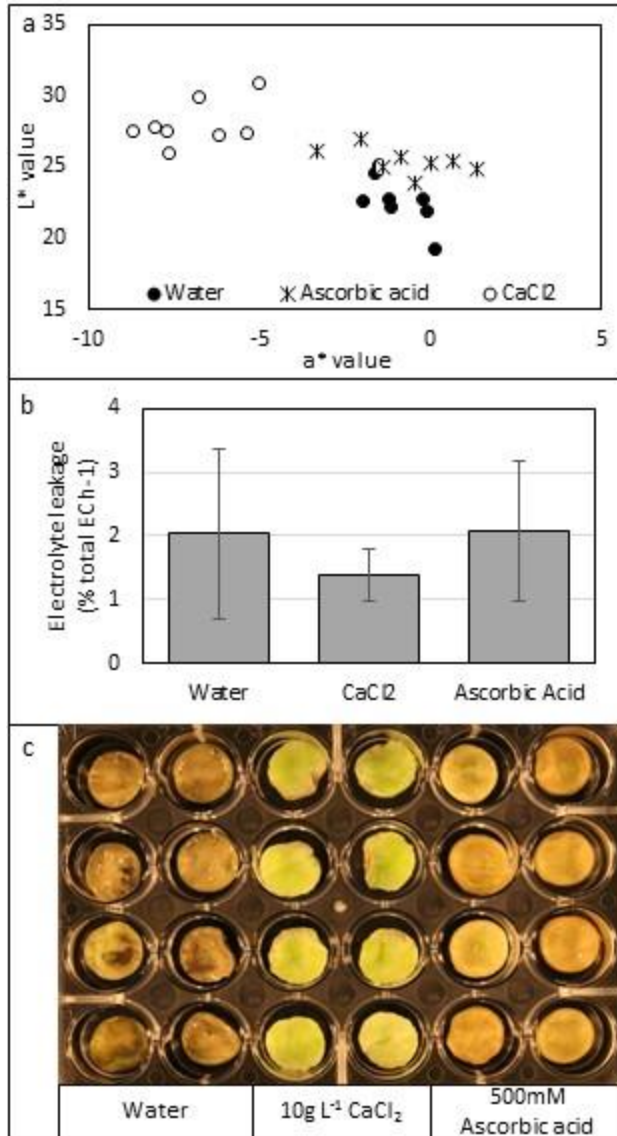 a
35
30
25
20
15
L* value
Water
Ascorbic acid
CaCl2
-10
-5
0
5
a* value
b
4
3
2
1
0
Electrolyte leakage
(% total ECh-1)
Water
CaCl2
Ascorbic Acid
c
Water
10g L⁻¹ CaCl₂
500mM
Ascorbic acid